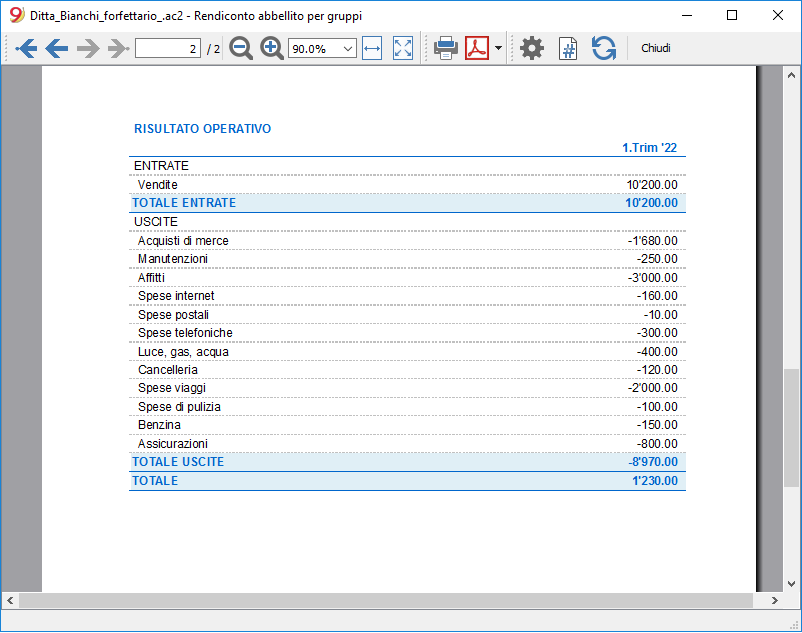 Ditta_Bianchi_forfettario_.ac2 - Rendiconto abbellito per gruppi
2 / 2 90.0% Chiudi
RISULTATO OPERATIVO
1.Trim '22
ENTRATE
Vendite 10'200.00
TOTALE ENTRATE 10'200.00
USCITE
Acquisti di merce -1'680.00
Manutenzioni -250.00
Affitti -3'000.00
Spese internet -160.00
Spese postali -10.00
Spese telefoniche -300.00
Luce, gas, acqua -400.00
Cancelleria -120.00
Spese viaggi -2'000.00
Spese di pulizia -100.00
Benzina -150.00
Assicurazioni -800.00
TOTALE USCITE -8'970.00
TOTALE 1'230.00